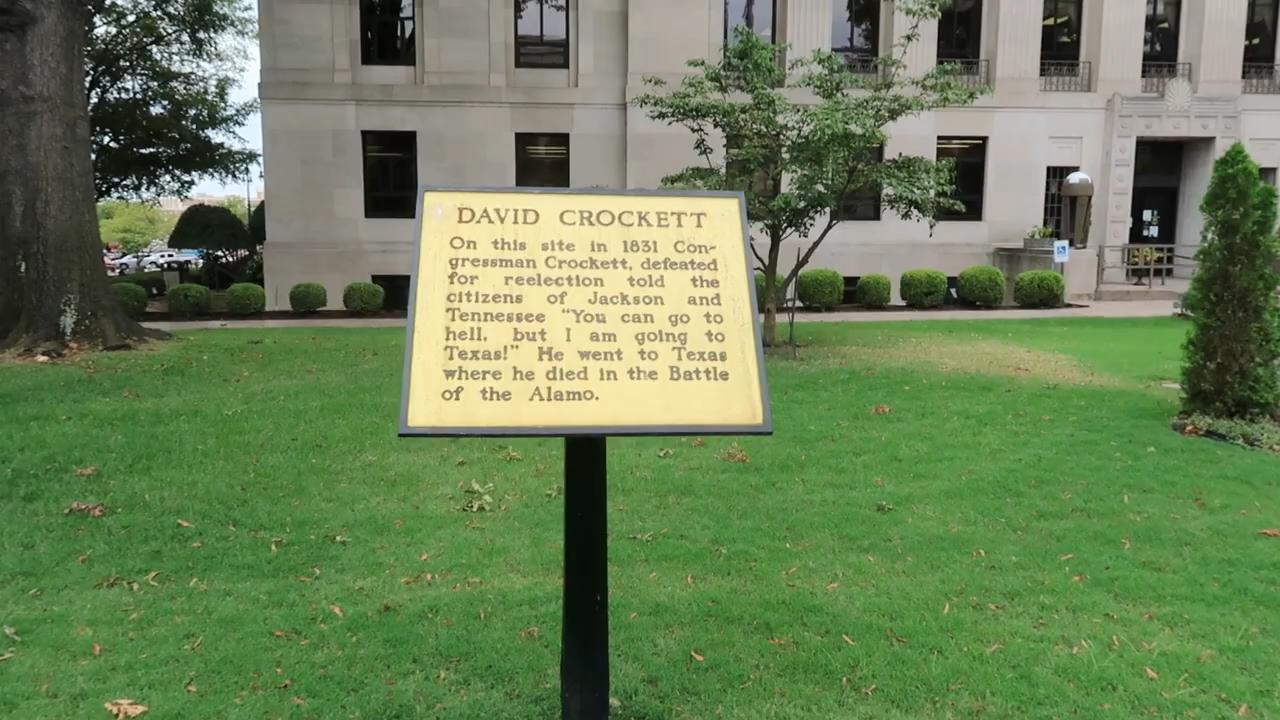 DAVID CROCKETT
On this site in 1831 Con-
gressman Crockett, defeated
for reelection told the
citizens of Jackson and
Tennessee "You can go to
hell, but I am going to
Texas!" He went to Texas
where he died in the Battle
of the Alamo.